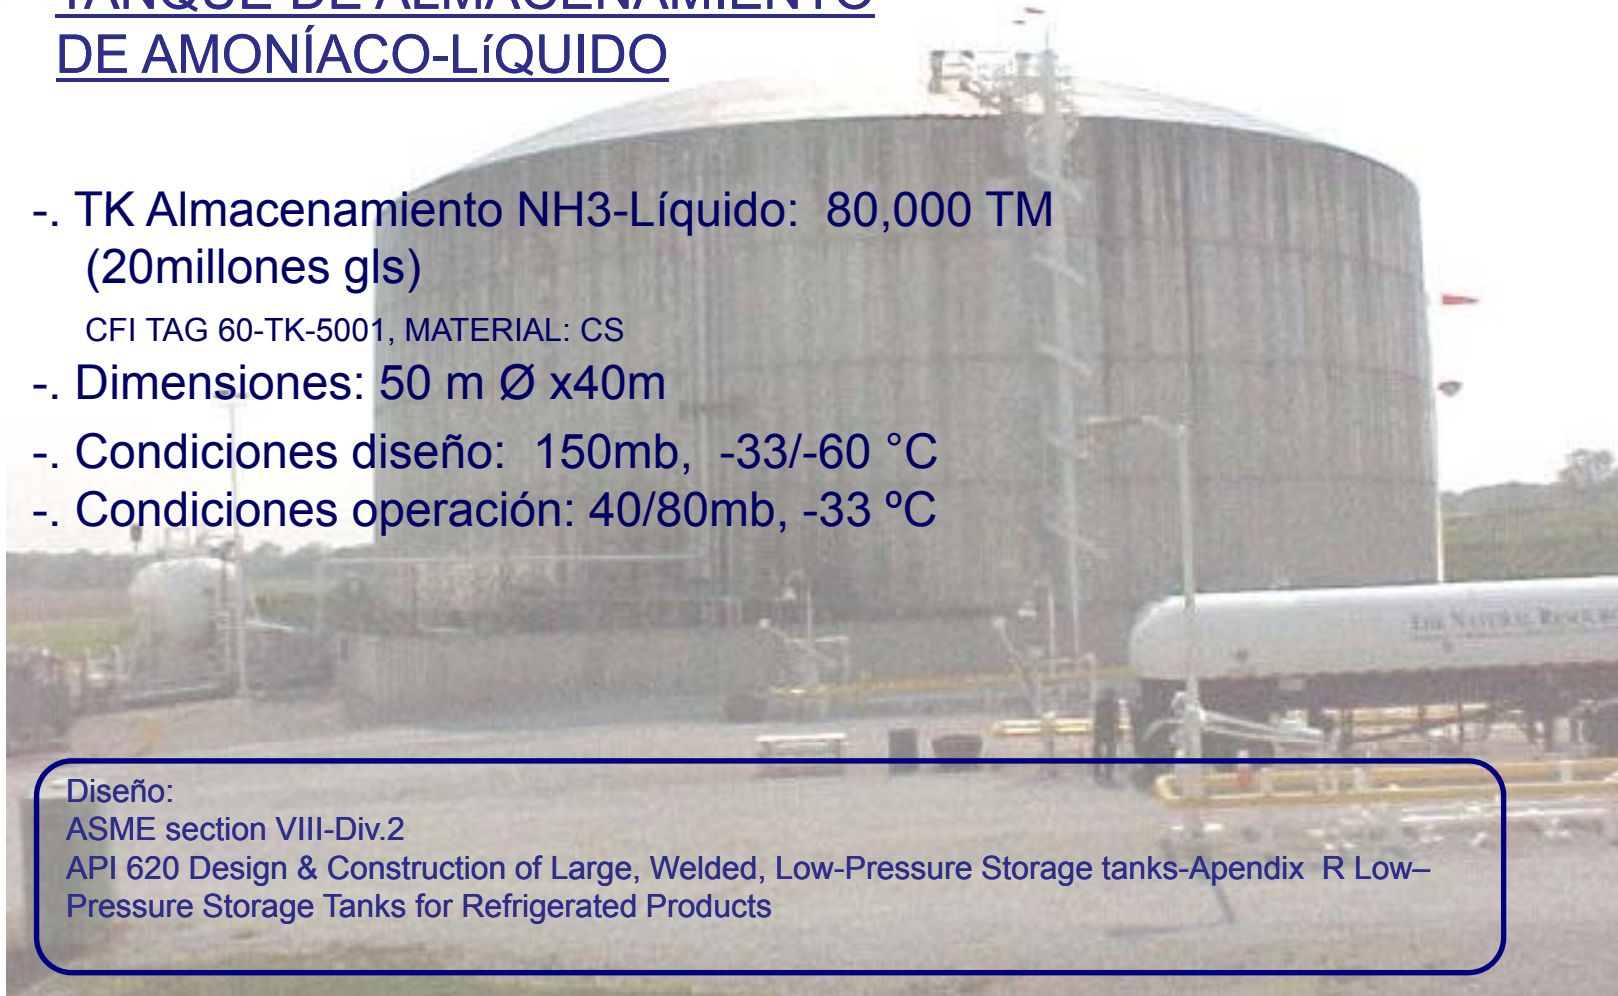 TANQUE DE ALMACENAMIENTO
DE AMONÍACO-LíQUIDO
-. TK Almacenamiento NH3-Líquido: 80,000 TM
(20millones gls)
CFI TAG 60-TK-5001, MATERIAL: CS
-. Dimensiones: 50 m Ø x40m
-. Condiciones diseño: 150mb, -33/-60 °C
-. Condiciones operación: 40/80mb, -33 ºC
Diseño:
ASME section VIII-Div.2
API 620 Design & Construction of Large, Welded, Low-Pressure Storage tanks-Apendix R Low–
Pressure Storage Tanks for Refrigerated Products